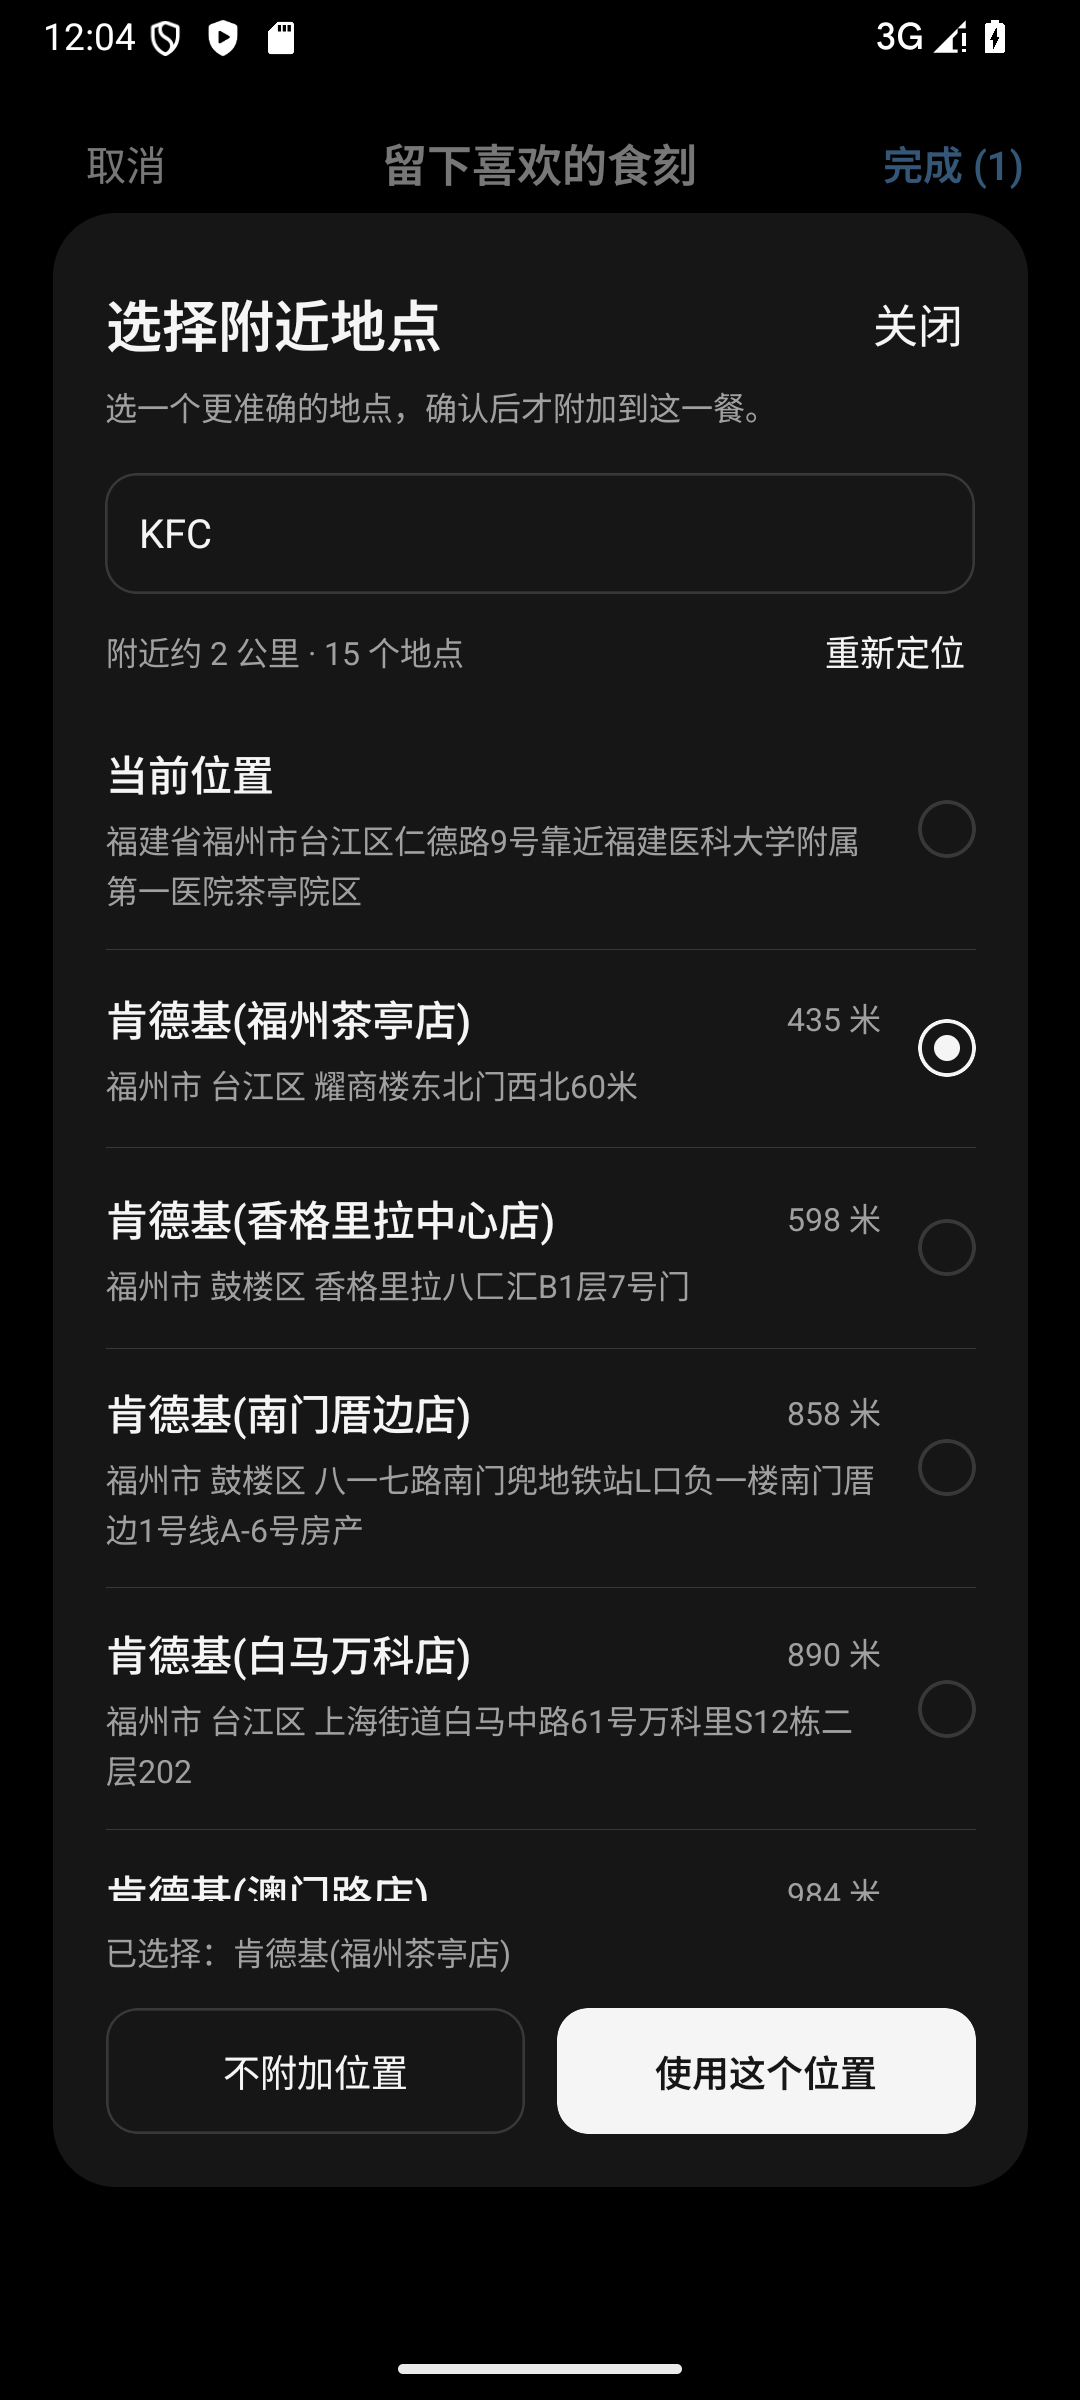 12:04
3G
取消
留下喜欢的食刻
完成 (1)
选择附近地点
关闭
选一个更准确的地点，确认后才附加到这一餐。
KFC
附近约 2 公里 · 15 个地点
重新定位
当前位置
福建省福州市台江区仁德路9号靠近福建医科大学附属
第一医院茶亭院区
肯德基(福州茶亭店)
435 米
福州市 台江区 耀商楼东北门西北60米
肯德基(香格里拉中心店)
598 米
福州市 鼓楼区 香格里拉八匚汇B1层7号门
肯德基(南门厝边店)
858 米
福州市 鼓楼区 八一七路南门兜地铁站L口负一楼南门厝
边1号线A-6号房产
肯德基(白马万科店)
890 米
福州市 台江区 上海街道白马中路61号万科里S12栋二
层202
肯德基(澳门路店)
984 米
已选择：肯德基(福州茶亭店)
不附加位置
使用这个位置